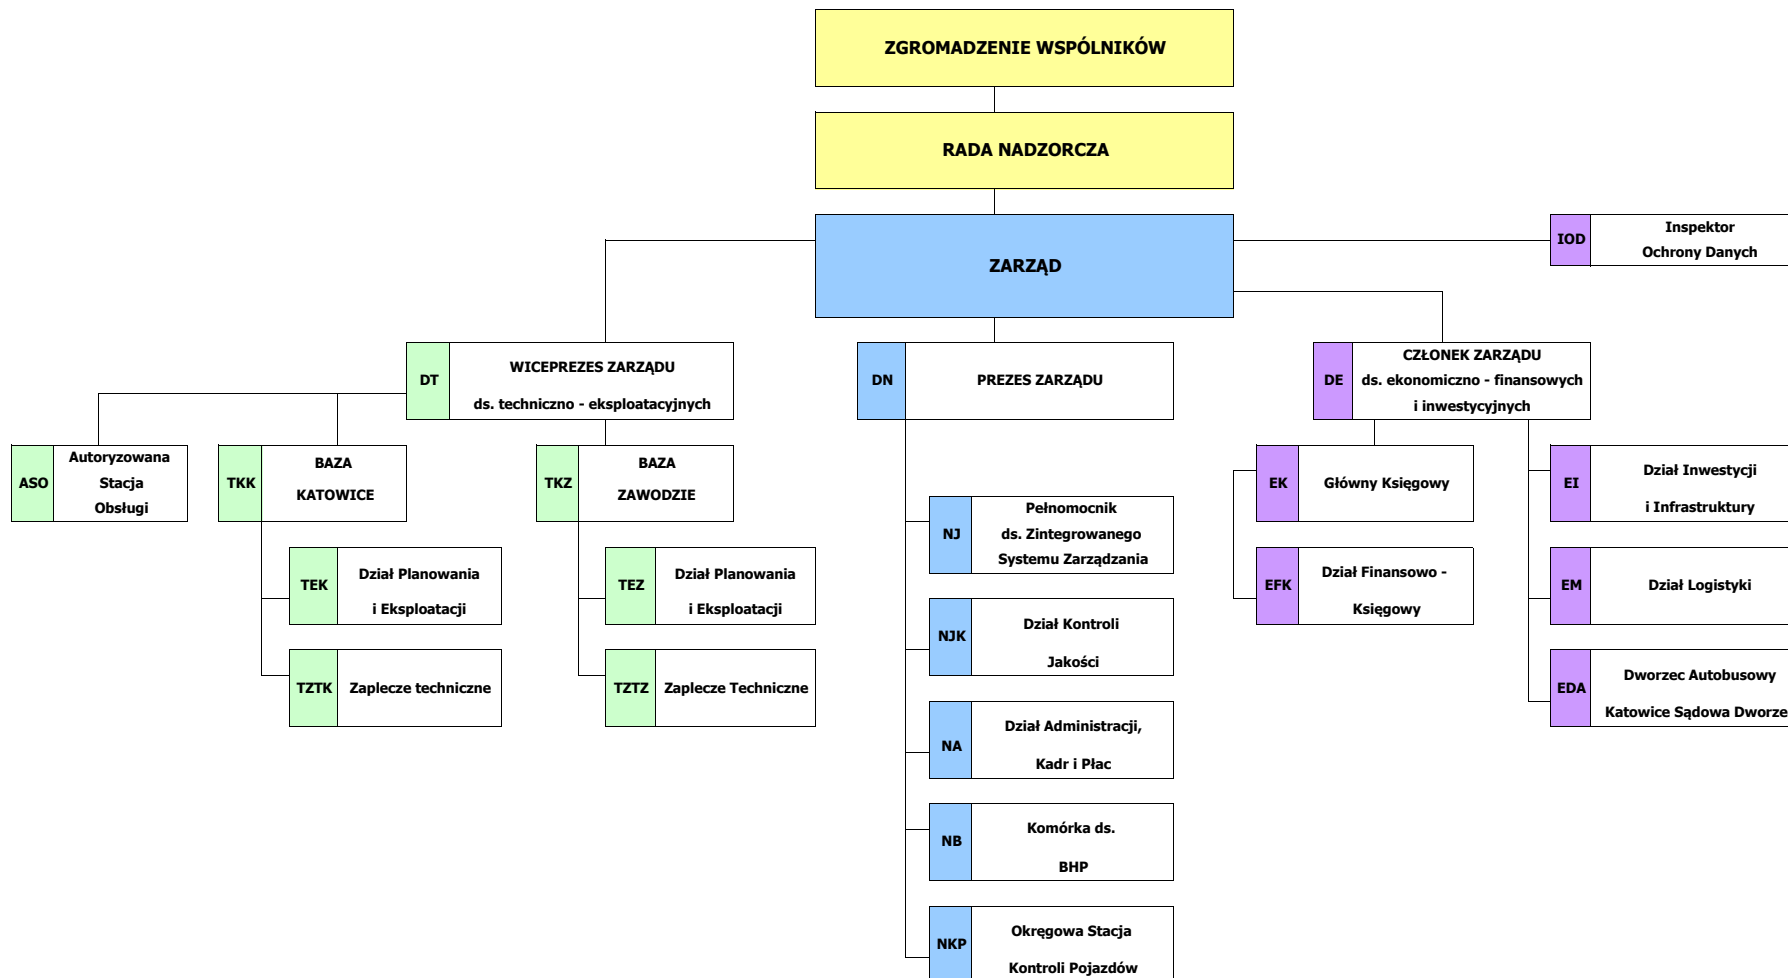 ZGROMADZENIE WSPÓLNIKÓW
RADA NADZORCZA
ZARZĄD
IOD
Inspektor
Ochrony Danych
DT
WICEPREZES ZARZĄDU
ds. techniczno - eksploatacyjnych
DN
PREZES ZARZĄDU
DE
CZŁONEK ZARZĄDU
ds. ekonomiczno - finansowych
i inwestycyjnych
ASO
Autoryzowana
Stacja
Obsługi
TKK
BAZA
KATOWICE
TKZ
BAZA
ZAWODZIE
EK
Główny Księgowy
EI
Dział Inwestycji
i Infrastruktury
NJ
Pełnomocnik
ds. Zintegrowanego
Systemu Zarządzania
TEK
Dział Planowania
i Eksploatacji
TEZ
Dział Planowania
i Eksploatacji
EFK
Dział Finansowo -
Księgowy
EM
Dział Logistyki
NJK
Dział Kontroli
Jakości
TZTK
Zaplecze techniczne
TZTZ
Zaplecze Techniczne
EDA
Dworzec Autobusowy
Katowice Sądowa Dworze
NA
Dział Administracji,
Kadr i Płac
NB
Komórka ds.
BHP
NKP
Okręgowa Stacja
Kontroli Pojazdów